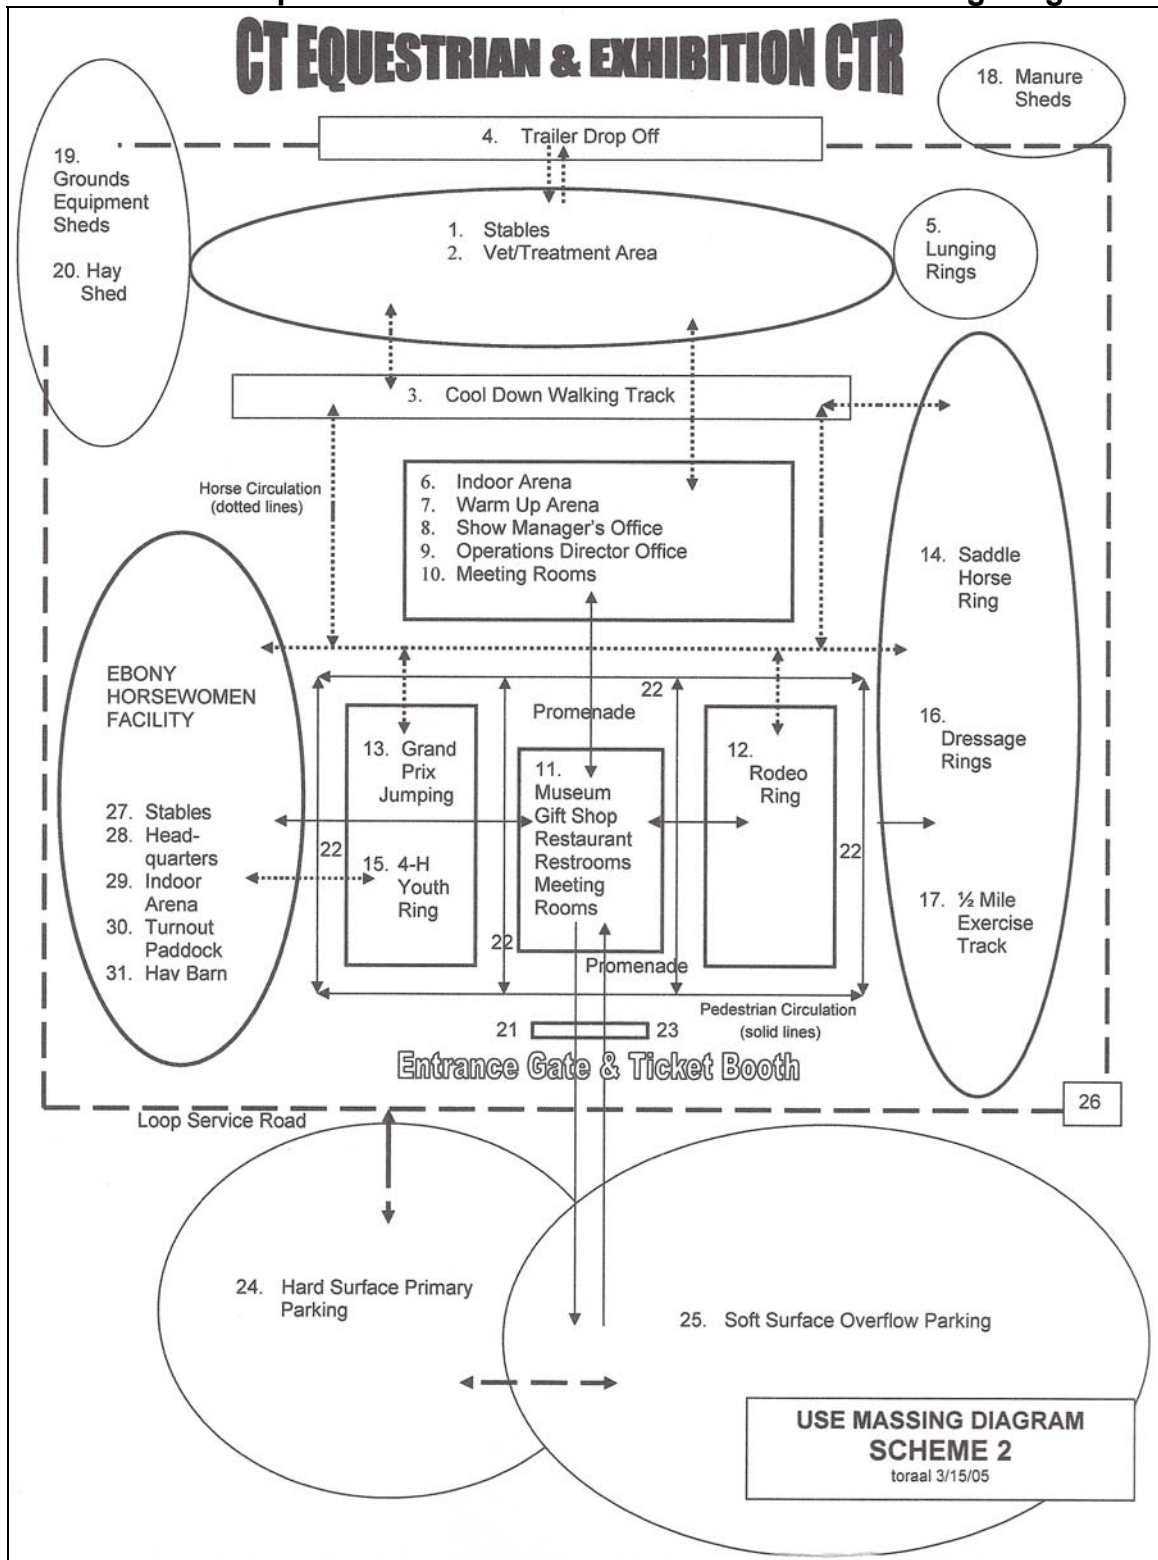 CT EQUESTRIAN & EXHIBITION CTR
18. Manure
Sheds
4. Trailer Drop Off
19.
Grounds
Equipment
Sheds
20. Hay
Shed
1. Stables
2. Vet/Treatment Area
5.
Lunging
Rings
3. Cool Down Walking Track
Horse Circulation
(dotted lines)
6. Indoor Arena
7. Warm Up Arena
8. Show Manager's Office
9. Operations Director Office
10. Meeting Rooms
14. Saddle
Horse
Ring
16.
Dressage
Rings
17. ½ Mile
Exercise
Track
EBONY
HORSEWOMEN
FACILITY
27. Stables
28. Head-
quarters
29. Indoor
Arena
30. Turnout
Paddock
31. Hay Barn
22
Promenade
13. Grand
Prix
Jumping
15. 4-H
Youth
Ring
11.
Museum
Gift Shop
Restaurant
Restrooms
Meeting
Rooms
12.
Rodeo
Ring
22
22
22
Promenade
Pedestrian Circulation
(solid lines)
21
23
Entrance Gate & Ticket Booth
26
Loop Service Road
24. Hard Surface Primary
Parking
25. Soft Surface Overflow Parking
USE MASSING DIAGRAM
SCHEME 2
toraal 3/15/05